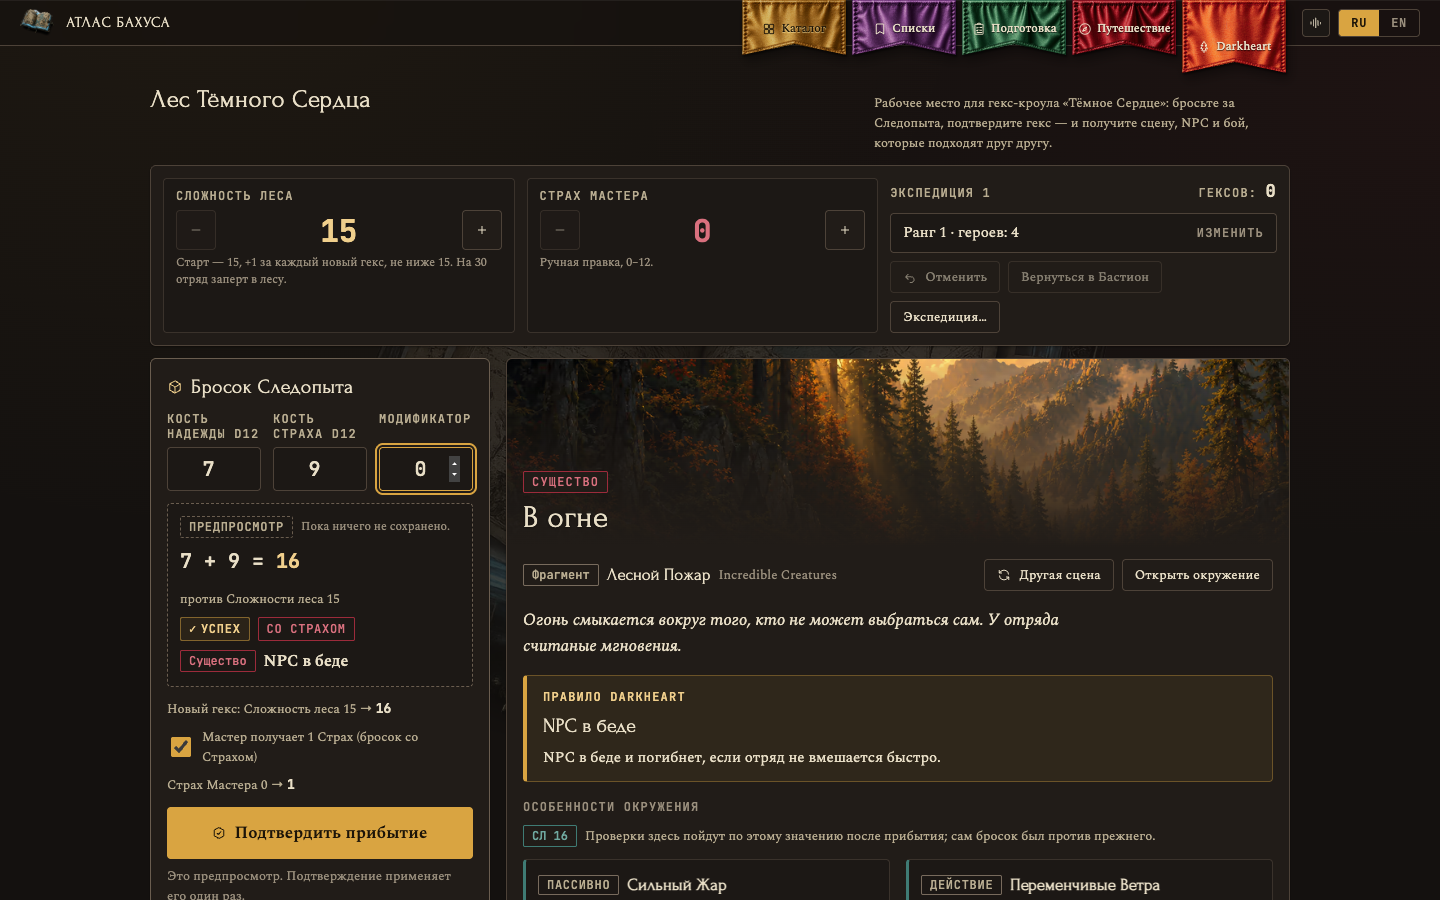 АТЛАС БАХУСА
Каталог
Списки
Подготовка
Путешествие
Darkheart
RU
EN
Лес Тёмного Сердца
Рабочее место для гекс-кроула «Тёмное Сердце»: бросьте за
Следопыта, подтвердите гекс — и получите сцену, NPC и бой,
которые подходят друг другу.
СЛОЖНОСТЬ ЛЕСА
−
15
+
Старт — 15, +1 за каждый новый гекс, не ниже 15. На 30
отряд заперт в лесу.
СТРАХ МАСТЕРА
−
0
+
Ручная правка, 0–12.
ЭКСПЕДИЦИЯ 1
ГЕКСОВ: 0
Ранг 1 · героев: 4
ИЗМЕНИТЬ
Отменить
Вернуться в Бастион
Экспедиция…
Бросок Следопыта
КОСТЬ
НАДЕЖДЫ D12
КОСТЬ
СТРАХА D12
МОДИФИКАТОР
7
9
0
ПРЕДПРОСМОТР
Пока ничего не сохранено.
7 + 9 = 16
против Сложности леса 15
✓ УСПЕХ
СО СТРАХОМ
Существо
NPC в беде
Новый гекс: Сложность леса 15 → 16
Мастер получает 1 Страх (бросок со
Страхом)
Страх Мастера 0 → 1
Подтвердить прибытие
Это предпросмотр. Подтверждение применяет
его один раз.
СУЩЕСТВО
В огне
Фрагмент
Лесной Пожар
Incredible Creatures
Другая сцена
Открыть окружение
Огонь смыкается вокруг того, кто не может выбраться сам. У отряда
считаные мгновения.
ПРАВИЛО DARKHEART
NPC в беде
NPC в беде и погибнет, если отряд не вмешается быстро.
ОСОБЕННОСТИ ОКРУЖЕНИЯ
СЛ 16
Проверки здесь пойдут по этому значению после прибытия; сам бросок был против прежнего.
ПАССИВНО
Сильный Жар
ДЕЙСТВИЕ
Переменчивые Ветра